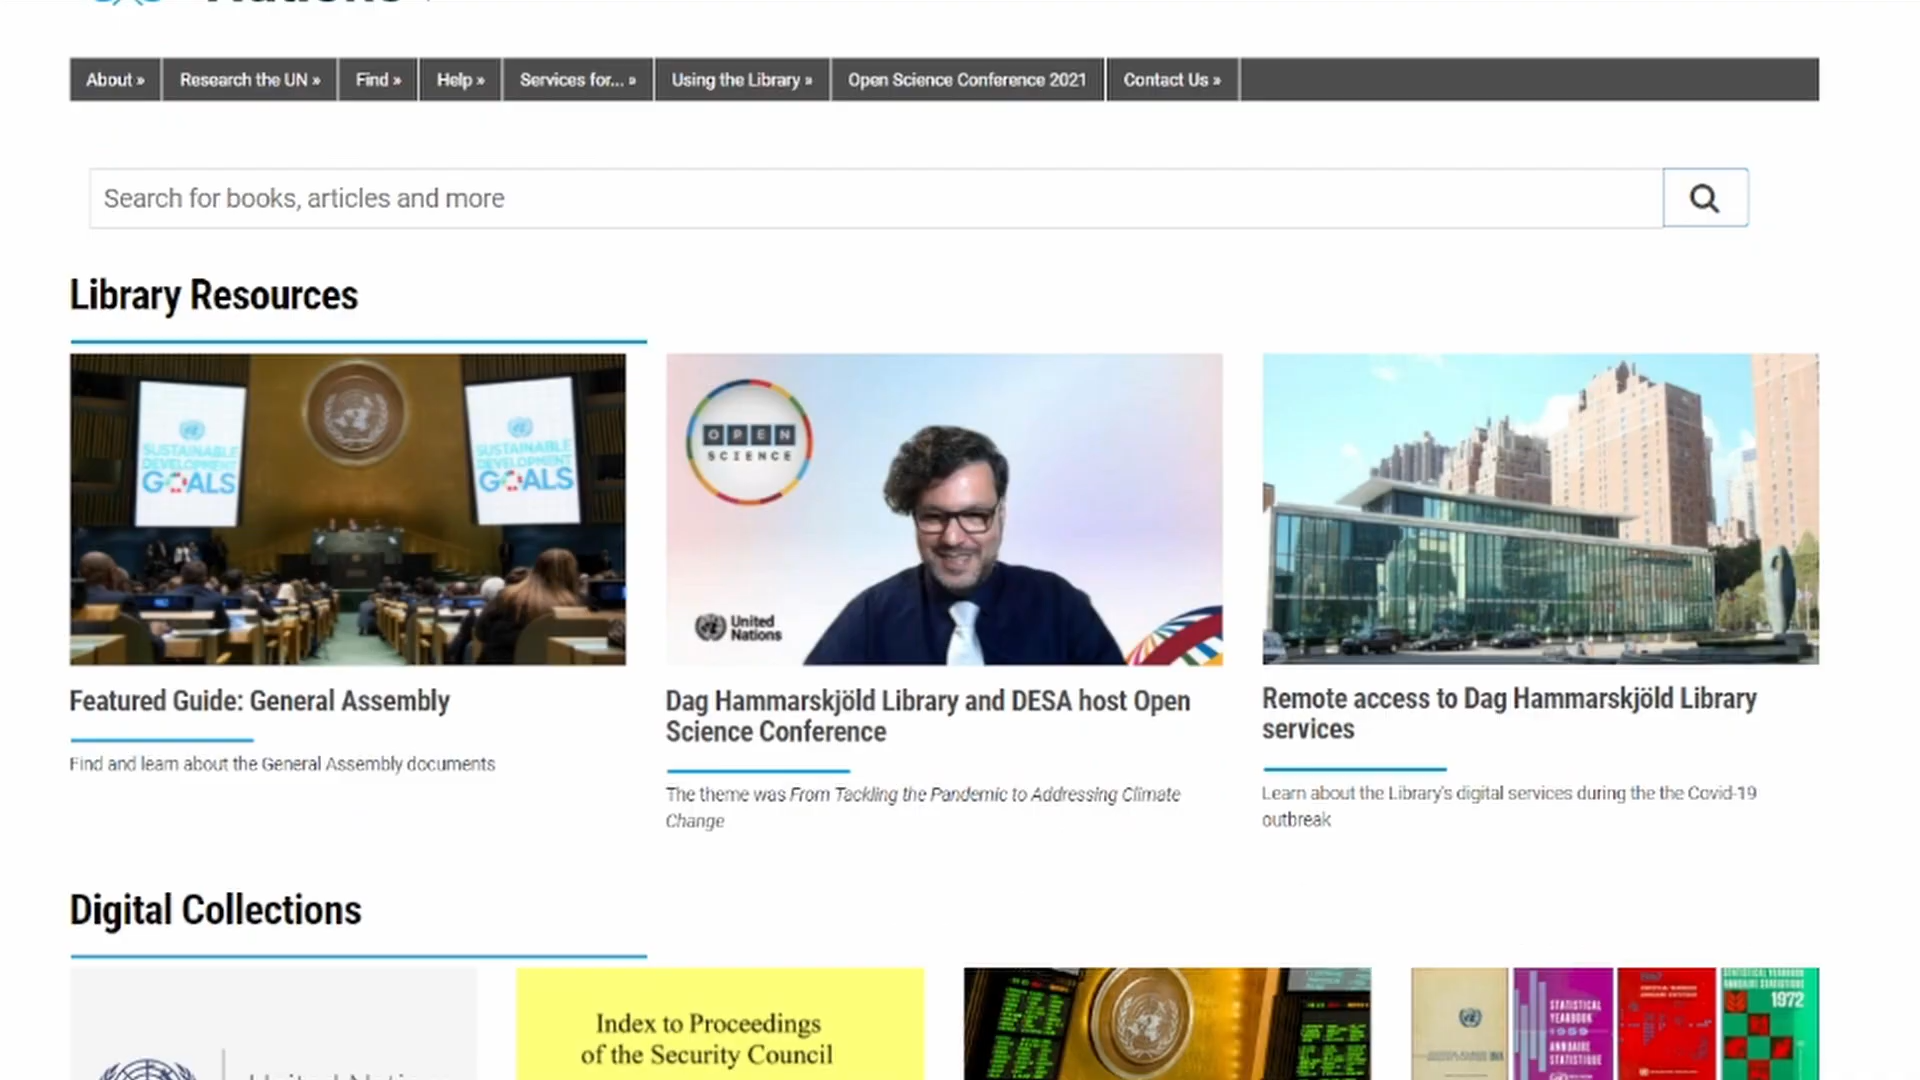 About »
Research the UN »
Find »
Help »
Services for... »
Using the Library »
Open Science Conference 2021
Contact Us »
Search for books, articles and more
Library Resources
SUSTAINABLE
DEVELOPMENT
GOALS
SUSTAINABLE
DEVELOPMENT
GOALS
OPEN
SCIENCE
United
Nations
Featured Guide: General Assembly
Find and learn about the General Assembly documents
Dag Hammarskjöld Library and DESA host Open
Science Conference
The theme was From Tackling the Pandemic to Addressing Climate
Change
Remote access to Dag Hammarskjöld Library
services
Learn about the Library's digital services during the the Covid-19
outbreak
Digital Collections
Index to Proceedings
of the Security Council
STATISTICAL
YEARBOOK
1959
ANNUAIRE
STATISTIQUE
STATISTICAL YEARBOOK
ANNUAIRE STATISTIQUE
1972